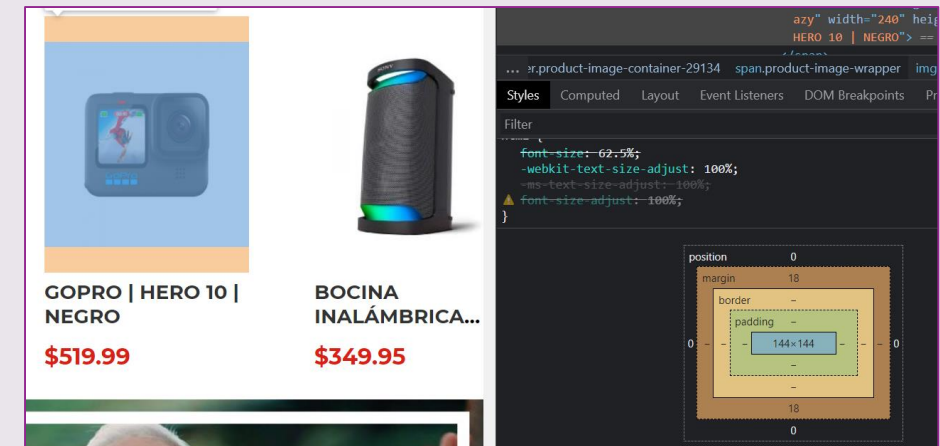 SONY
GOPRO | HERO 10 |
NEGRO
$519.99
BOCINA
INALÁMBRICA...
$349.95
azy" width="240" heig
HERO 10 | NEGRO"> ==
</span>
... er.product-image-container-29134 span.product-image-wrapper img
Styles Computed Layout Event Listeners DOM Breakpoints Pr
Filter
font-size: 62.5%;
-webkit-text-size-adjust: 100%;
-ms-text-size-adjust: 100%;
font-size-adjust: 100%;
}
position 0
margin 18
border -
padding -
0 - - - 144×144 - - - 0
-
-
18
0